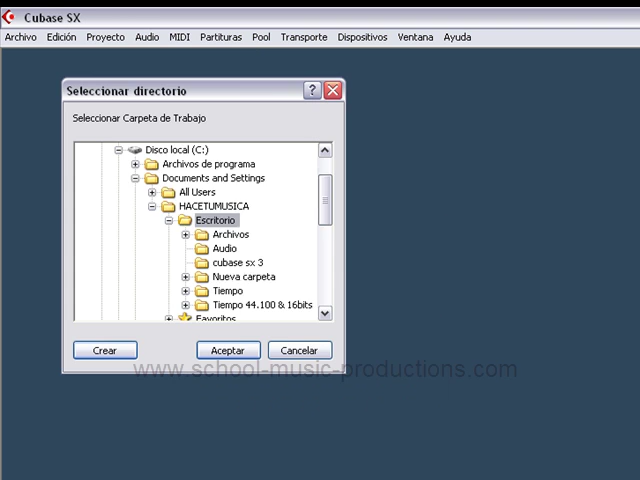 Cubase SX
Archivo Edición Proyecto Audio MIDI Partituras Pool Transporte Dispositivos Ventana Ayuda
Seleccionar directorio
Seleccionar Carpeta de Trabajo
Disco local (C:)
Archivos de programa
Documents and Settings
All Users
HACETUMUSICA
Escritorio
Archivos
Audio
cubase sx 3
Nueva carpeta
Tiempo
Tiempo 44.100 & 16bits
Favoritos
Crear Aceptar Cancelar
www.school-music-productions.com